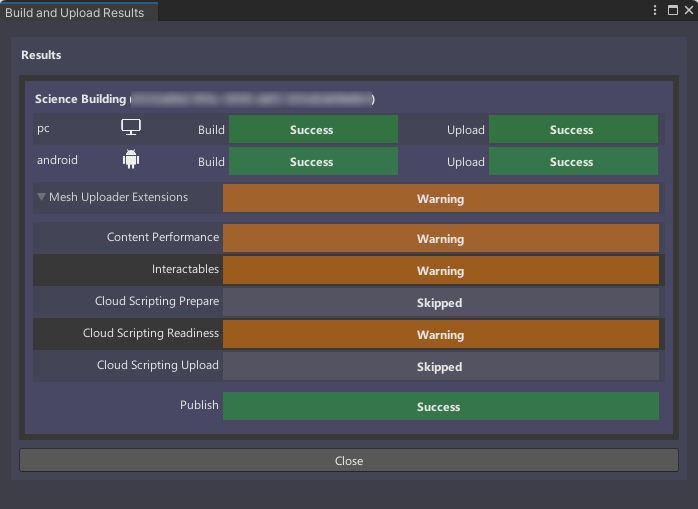 Build and Upload Results
Results
Science Building (
)
pc Build Success Upload Success
android Build Success Upload Success
Mesh Uploader Extensions Warning
Content Performance Warning
Interactables Warning
Cloud Scripting Prepare Skipped
Cloud Scripting Readiness Warning
Cloud Scripting Upload Skipped
Publish Success
Close